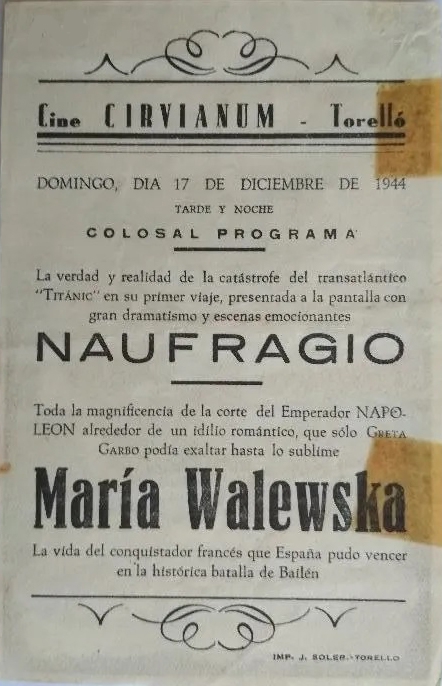 Cine CIRVIANUM - Torelló
DOMINGO, DIA 17 DE DICIEMBRE DE 1944
TARDE Y NOCHE
COLOSAL PROGRAMA
La verdad y realidad de la catástrofe del transatlántico
"TITÁNIC" en su primer viaje, presentada a la pantalla con
gran dramatismo y escenas emocionantes
NAUFRAGIO
Toda la magnificencia de la corte del Emperador NAPO-
LEON alrededor de un idilio romántico, que sólo GRETA
GARBO podía exaltar hasta lo sublime
María Walewska
La vida del conquistador francés que España pudo vencer
en la histórica batalla de Bailén
IMP. J. SOLER.-TORELLO